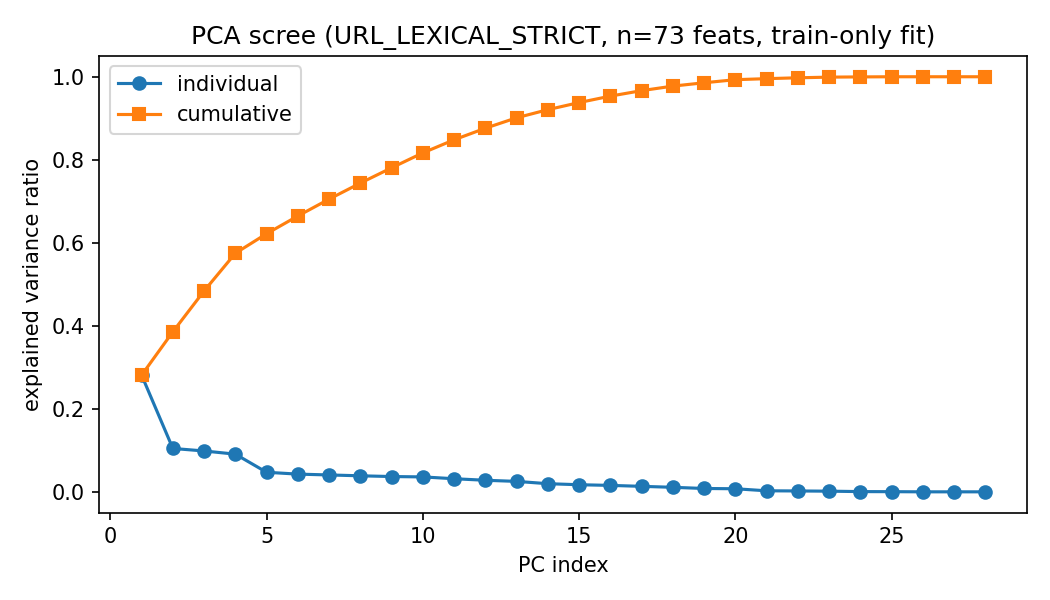 PCA scree (URL_LEXICAL_STRICT, n=73 feats, train-only fit)
individual
cumulative
explained variance ratio
1.0
0.8
0.6
0.4
0.2
0.0
0 5 10 15 20 25
PC index